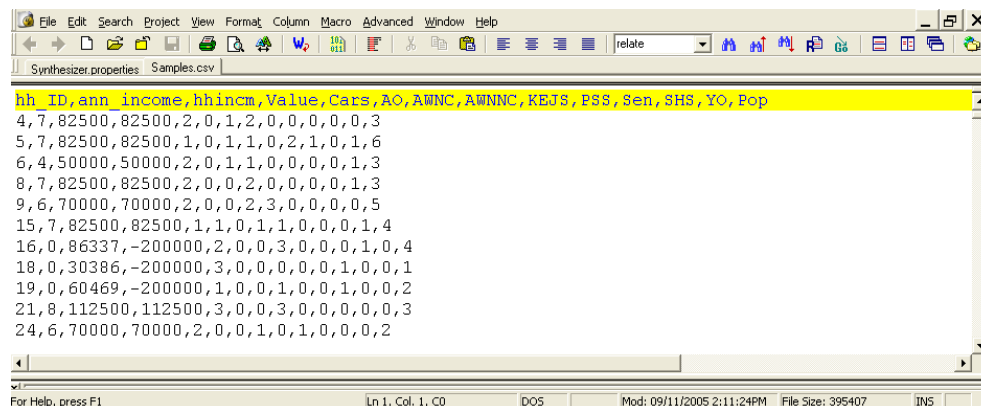 File Edit Search Project View Format Column Macro Advanced Window Help
relate
Synthesizer.properties Samples.csv
hh_ID,ann_income,hhincm,Value,Cars,AO,AWNC,AWNNC,KEJS,PSS,Sen,SHS,YO,Pop
4,7,82500,82500,2,0,1,2,0,0,0,0,0,3
5,7,82500,82500,1,0,1,1,0,2,1,0,1,6
6,4,50000,50000,2,0,1,1,0,0,0,0,1,3
8,7,82500,82500,2,0,0,2,0,0,0,0,1,3
9,6,70000,70000,2,0,0,2,3,0,0,0,0,5
15,7,82500,82500,1,1,0,1,1,0,0,0,1,4
16,0,86337,-200000,2,0,0,3,0,0,0,1,0,4
18,0,30386,-200000,3,0,0,0,0,0,1,0,0,1
19,0,60469,-200000,1,0,0,1,0,0,1,0,0,2
21,8,112500,112500,3,0,0,3,0,0,0,0,0,3
24,6,70000,70000,2,0,0,1,0,1,0,0,0,2
For Help, press F1 Ln 1, Col. 1, C0 DOS Mod: 09/11/2005 2:11:24PM File Size: 395407 INS